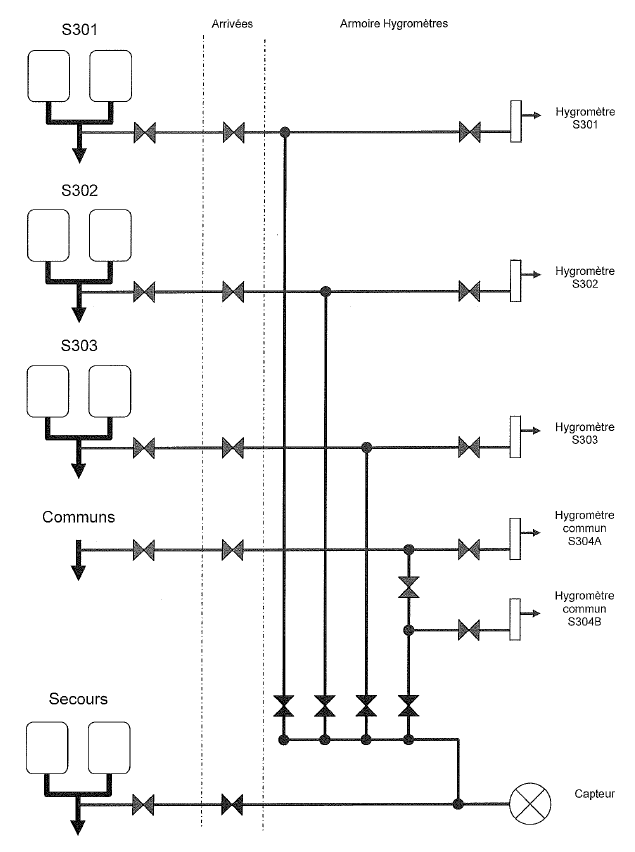 S301
Arrivées
Armoire Hygromètres
Hygromètre
S301
S302
Hygromètre
S302
S303
Hygromètre
S303
Communs
Hygromètre
commun
S304A
Hygromètre
commun
S304B
Secours
Capteur